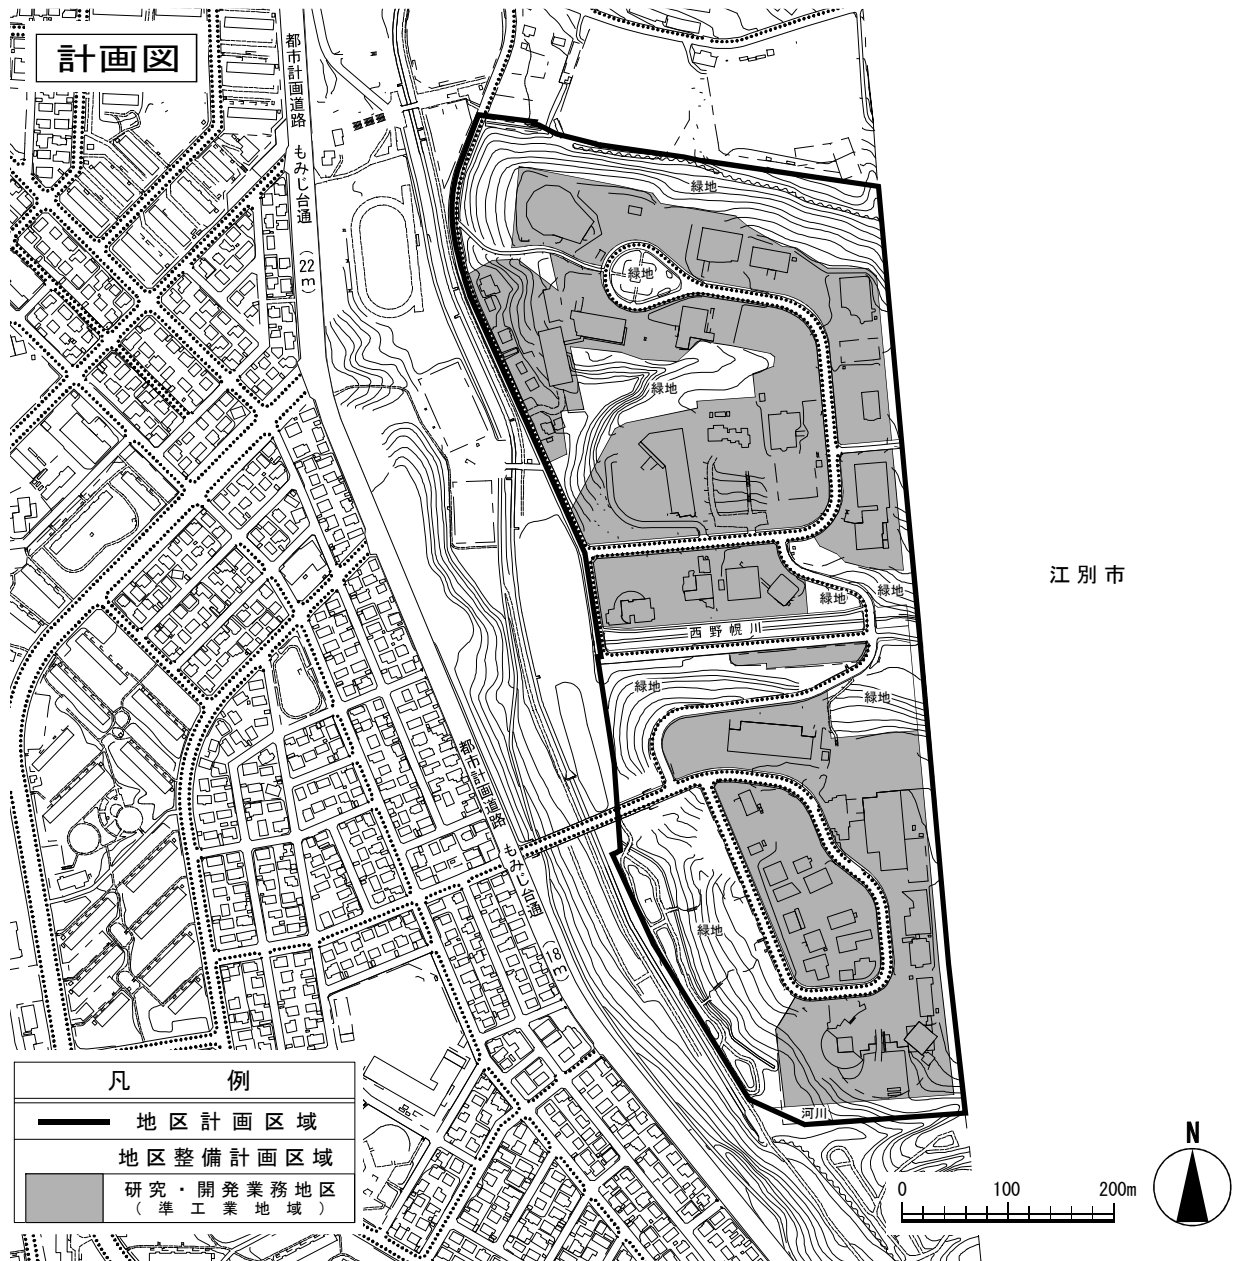 計画図
都市計画道路 もみじ台通 (22m)
緑地
緑地
緑地
江別市
緑地
緑地
西野幌川
緑地
緑地
都市計画道路 もみじ台通 (18m)
緑地
河川
凡例
地区計画区域
地区整備計画区域
研究・開発業務地区
(準工業地域)
N
0 100 200m